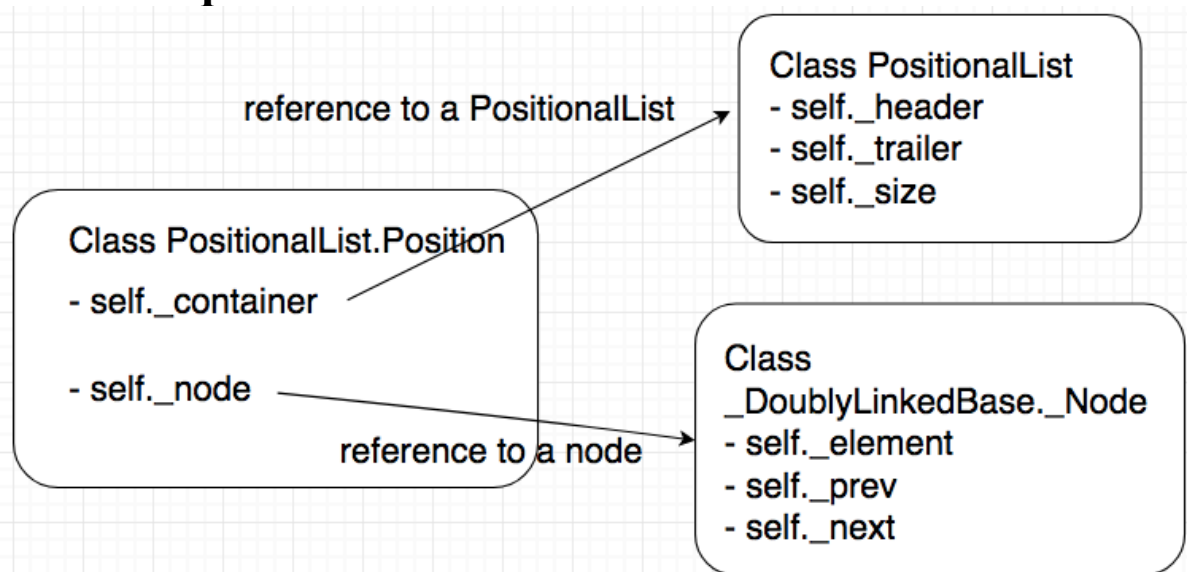 reference to a PositionalList
Class PositionalList
- self._header
- self._trailer
- self._size
Class PositionalList.Position
- self._container
- self._node
reference to a node
Class
_DoublyLinkedBase._Node
- self._element
- self._prev
- self._next